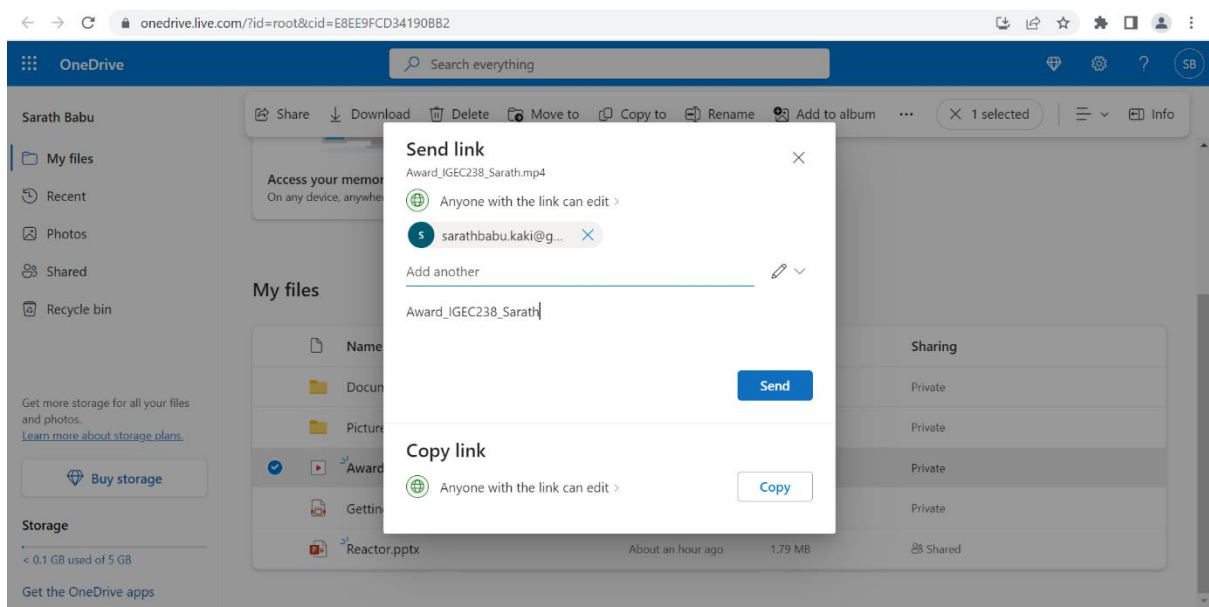 onedrive.live.com/?id=root&cid=E8EE9FCD34190BB2
OneDrive
Search everything
SB
Sarath Babu
My files
Recent
Photos
Shared
Recycle bin
Get more storage for all your files
and photos.
Learn more about storage plans.
Buy storage
Storage
< 0.1 GB used of 5 GB
Get the OneDrive apps
Share Download Delete Move to Copy to Rename Add to album ... 1 selected Info
Access your memor
On any device, anywhe
My files
Name Sharing
Docun Private
Picture Private
Award Private
Gettin Private
Reactor.pptx About an hour ago 1.79 MB Shared
Send link
Award_IGEC238_Sarath.mp4
Anyone with the link can edit >
S sarathbabu.kaki@g...
Add another
Award_IGEC238_Sarath
Send
Copy link
Anyone with the link can edit >
Copy